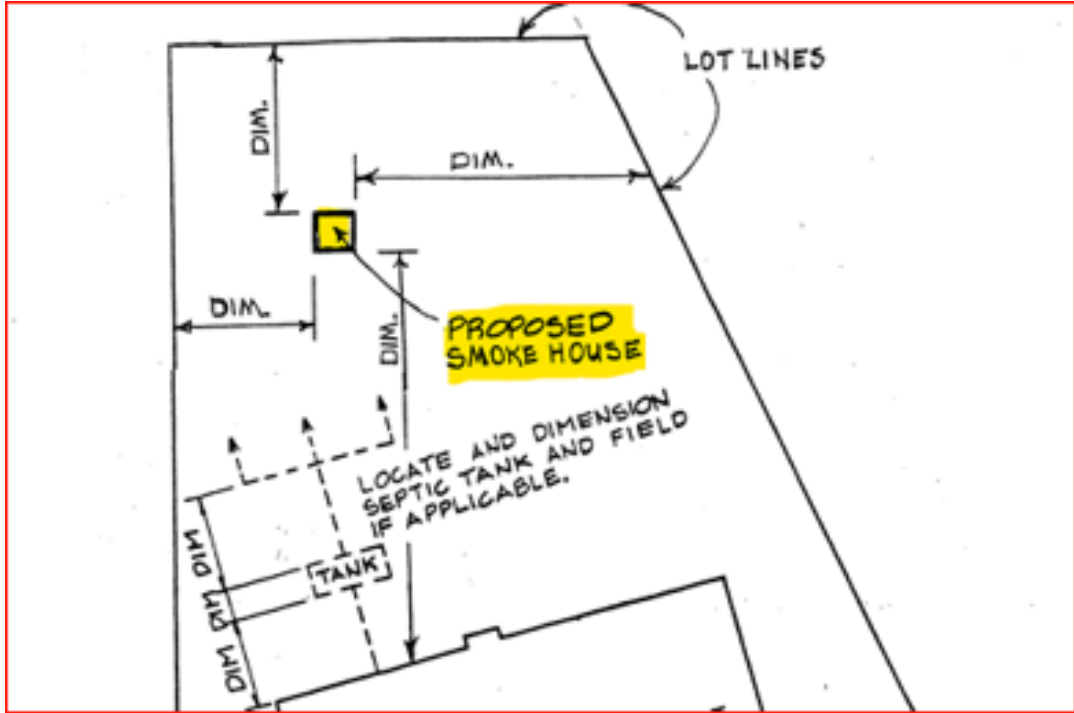 LOT LINES
DIM.
DIM.
DIM.
DIM.
PROPOSED
SMOKE HOUSE
LOCATE AND DIMENSION
SEPTIC TANK AND FIELD
IF APPLICABLE.
TANK
DIM
DIM
DIM